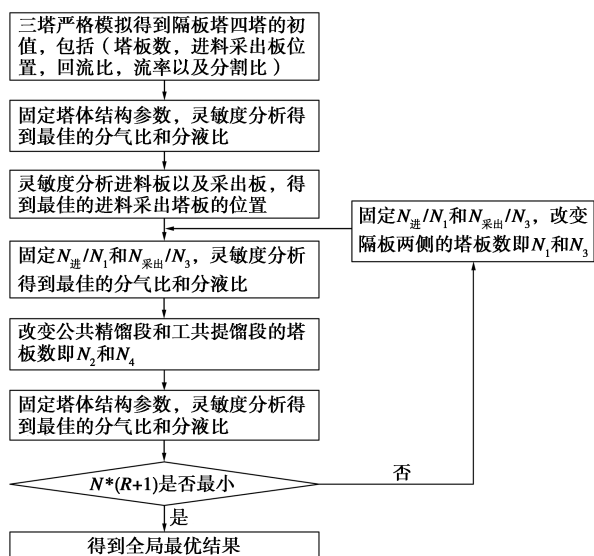 三塔严格模拟得到隔板塔四塔的初
值，包括（塔板数，进料采出板位
置，回流比，流率以及分割比）
固定塔体结构参数，灵敏度分析得
到最佳的分气比和分液比
灵敏度分析进料板以及采出板，得
到最佳的进料采出塔板的位置
固定N进/N1和N采出/N3，改变
隔板两侧的塔板数即N1和N3
固定N进/N1和N采出/N3，灵敏度分析
得到最佳的分气比和分液比
改变公共精馏段和工共提馏段的塔
板数即N2和N4
固定塔体结构参数，灵敏度分析得
到最佳的分气比和分液比
N*(R+1)是否最小
否
是
得到全局最优结果